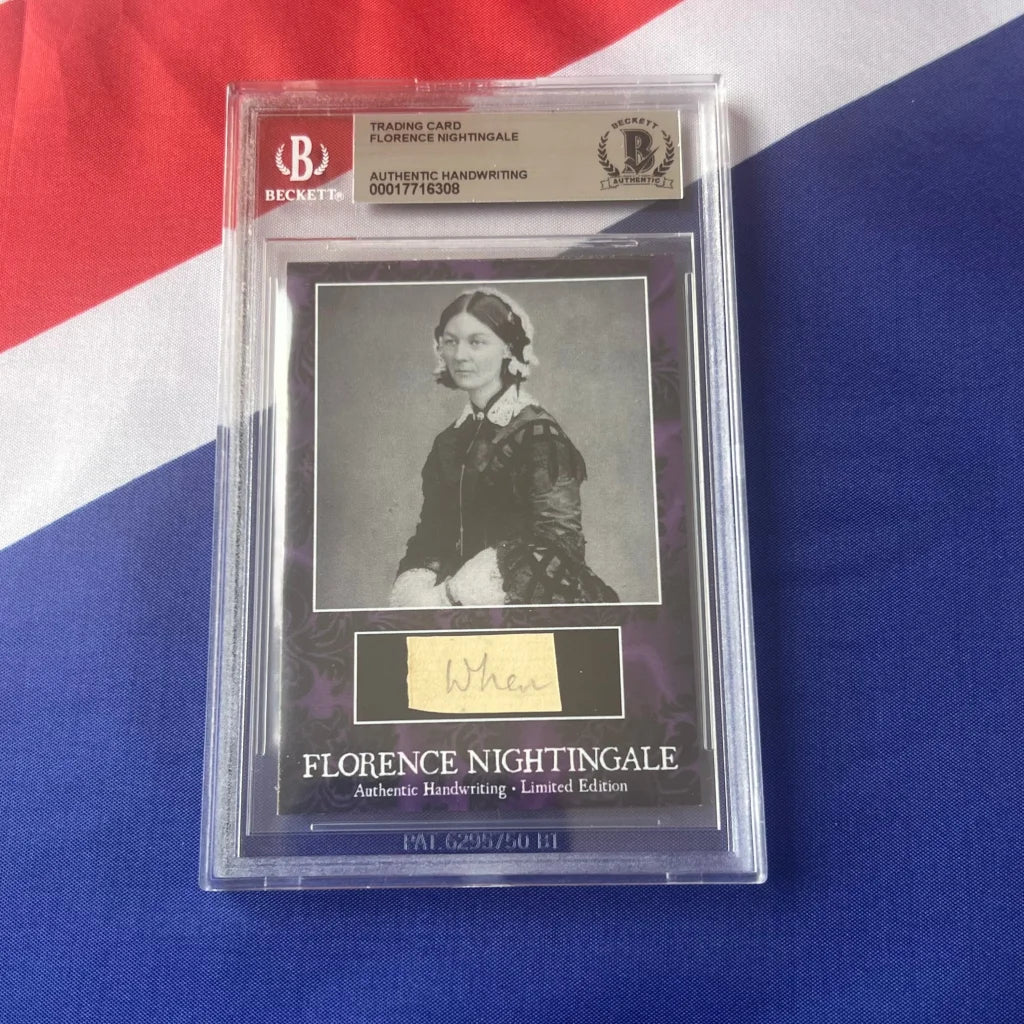 TRADING CARD
FLORENCE NIGHTINGALE
AUTHENTIC HANDWRITING
00017716308
B
BECKETT®
BECKETT
B
AUTHENTIC
When
FLORENCE NIGHTINGALE
Authentic Handwriting • Limited Edition
PAT. 6295750 B1